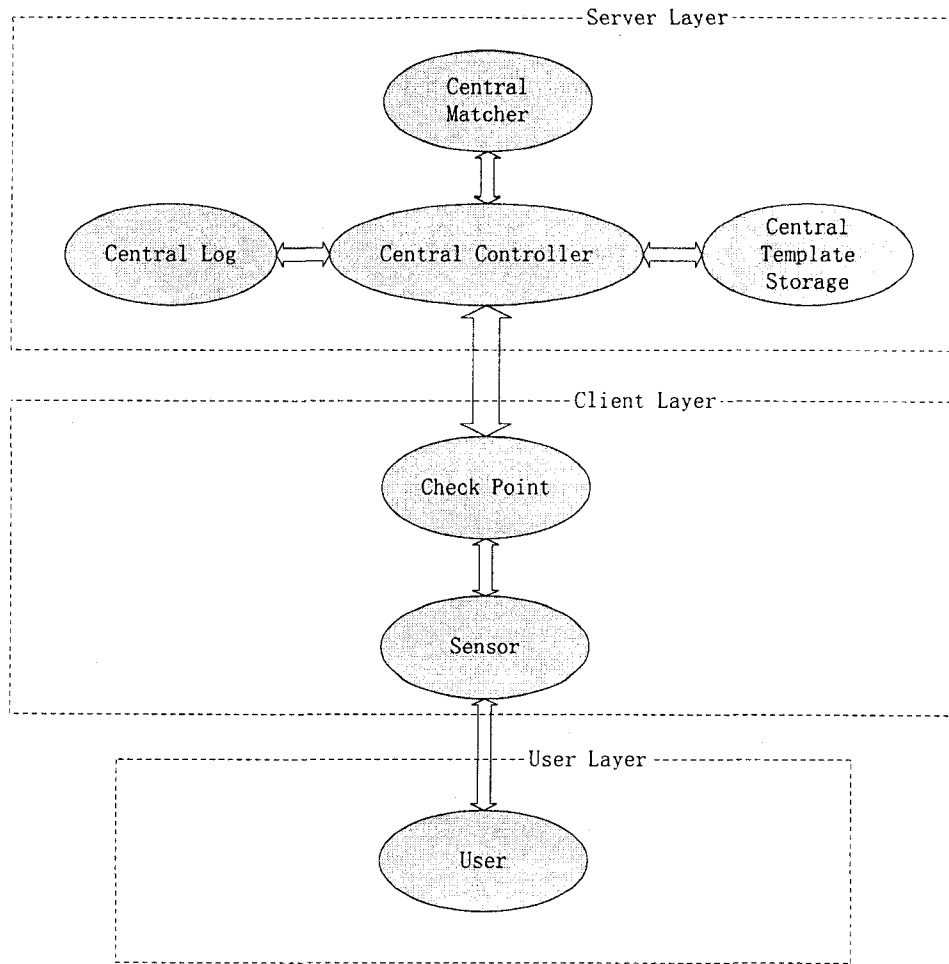 Server Layer
Central
Matcher
Central Log
Central Controller
Central
Template
Storage
Client Layer
Check Point
Sensor
User Layer
User